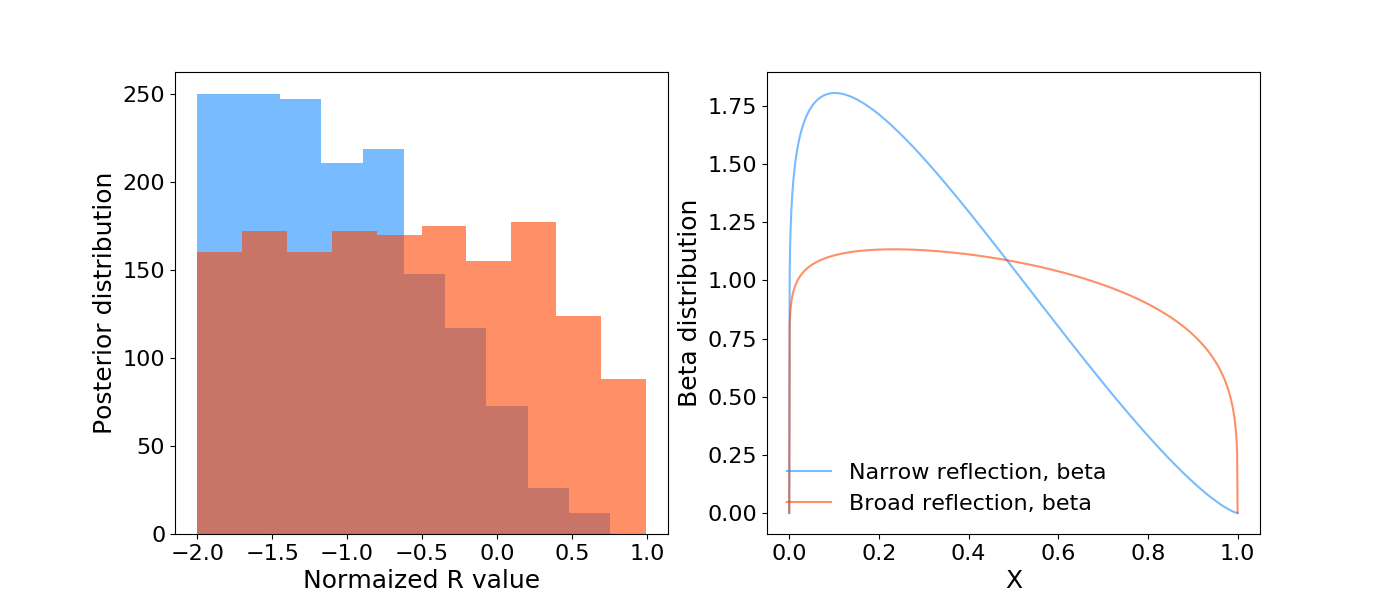 Posterior distribution
250
200
150
100
50
0
−2.0 −1.5 −1.0 −0.5 0.0 0.5 1.0
Normaized R value
Beta distribution
1.75
1.50
1.25
1.00
0.75
0.50
0.25
0.00
Narrow reflection, beta
Broad reflection, beta
0.0 0.2 0.4 0.6 0.8 1.0
X